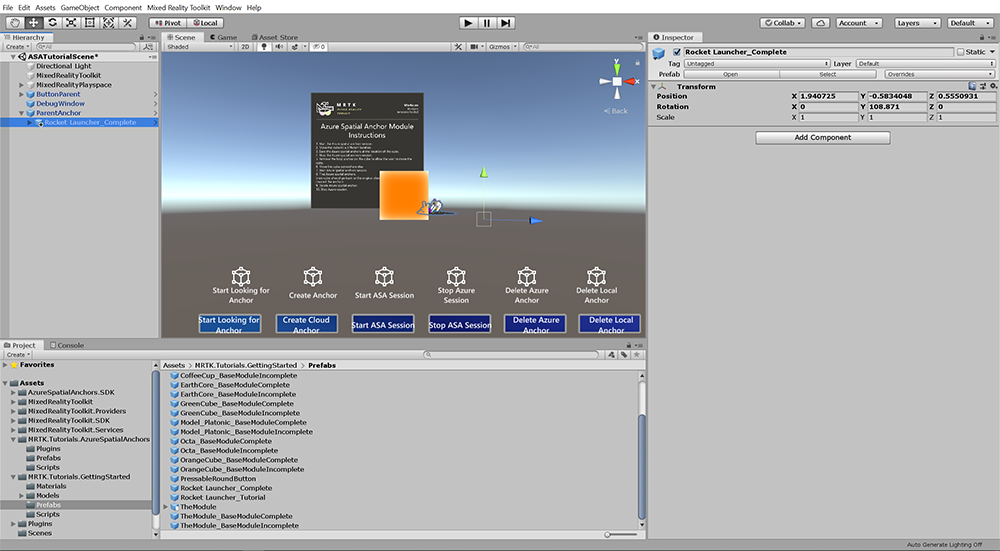 File Edit Assets GameObject Component Mixed Reality Toolkit Window Help
Pivot Local Collab Account Layers Default
Hierarchy
Create All
ASATutorialScene*
Directional Light
MixedRealityToolkit
MixedRealityPlayspace
ButtonParent
DebugWindow
ParentAnchor
Rocket Launcher_Complete
Scene Game Asset Store
Shaded 2D 0 Gizmos All
y
x
Back
MRTK
Azure Spatial Anchor Module
Instructions
Start Looking for
Anchor
Create Anchor
Start ASA Session
Stop Azure
Session
Delete Azure
Anchor
Delete Local
Anchor
Start Looking for
Anchor
Create Cloud
Anchor
Start ASA Session
Stop ASA Session
Delete Azure
Anchor
Delete Local
Anchor
Inspector
Rocket Launcher_Complete Static
Tag Untagged Layer Default
Prefab Open Select Overrides
Transform
Position X 1.940725 Y -0.5834048 Z 0.5550931
Rotation X 0 Y 108.871 Z 0
Scale X 1 Y 1 Z 1
Add Component
Project Console
Create
Favorites
Assets
AzureSpatialAnchors.SDK
MixedRealityToolkit
MixedRealityToolkit.Providers
MixedRealityToolkit.SDK
MixedRealityToolkit.Services
MRTK.Tutorials.AzureSpatialAnchors
Plugins
Prefabs
Scripts
MRTK.Tutorials.GettingStarted
Materials
Models
Prefabs
Scripts
Plugins
Scenes
Assets > MRTK.Tutorials.GettingStarted > Prefabs
CoffeeCup_BaseModuleIncomplete
EarthCore_BaseModuleComplete
EarthCore_BaseModuleIncomplete
GreenCube_BaseModuleComplete
GreenCube_BaseModuleIncomplete
Model_Platonic_BaseModuleComplete
Model_Platonic_BaseModuleIncomplete
Octa_BaseModuleComplete
Octa_BaseModuleIncomplete
OrangeCube_BaseModuleComplete
OrangeCube_BaseModuleIncomplete
PressableRoundButton
Rocket Launcher_Complete
Rocket Launcher_Tutorial
TheModule
TheModule_BaseModuleComplete
TheModule_BaseModuleIncomplete
Auto Generate Lighting Off